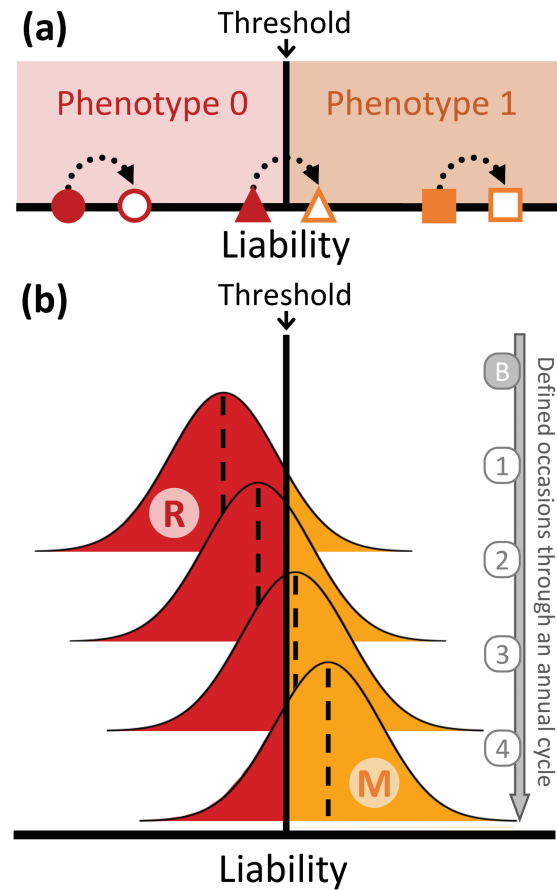 (a)
Threshold
Phenotype 0
Phenotype 1
Liability
(b)
Threshold
B
1
2
3
4
R
M
Defined occasions through an annual cycle
Liability